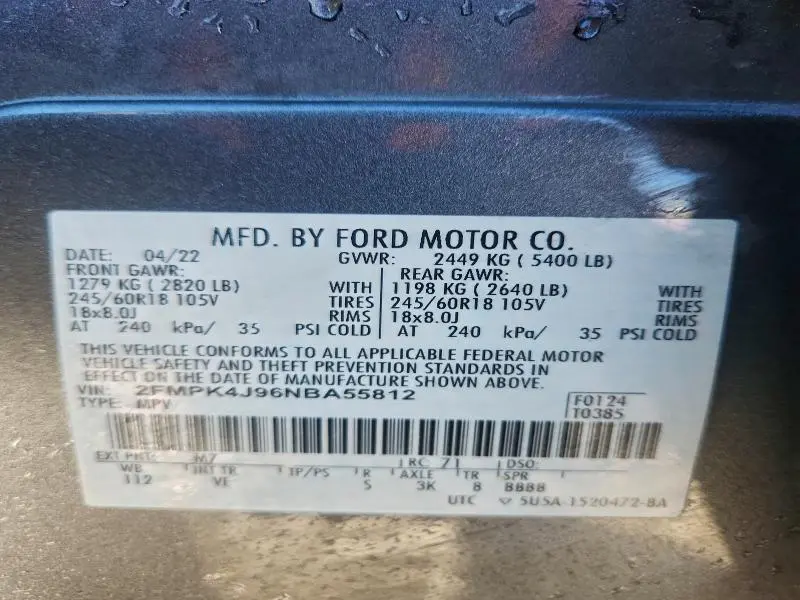 MFD. BY FORD MOTOR CO.
DATE: 04/22 GVWR: 2449 KG ( 5400 LB)
FRONT GAWR: REAR GAWR:
1279 KG ( 2820 LB) WITH 1198 KG ( 2640 LB) WITH
245/60R18 105V TIRES 245/60R18 105V TIRES
18x8.0J RIMS 18x8.0J RIMS
AT 240 kPa/ 35 PSI COLD AT 240 kPa/ 35 PSI COLD
THIS VEHICLE CONFORMS TO ALL APPLICABLE FEDERAL MOTOR
VEHICLE SAFETY AND THEFT PREVENTION STANDARDS IN
EFFECT ON THE DATE OF MANUFACTURE SHOWN ABOVE.
VIN: 2FMPK4J96NBA55812 F0124
TYPE: MPV T0385
EXT PNT: M7 RC: 71 DSO:
WB INT TR TP/PS R AXLE TR SPR
112 VE S 3K 8 BBBB
UTC 5U5A-1520472-BA